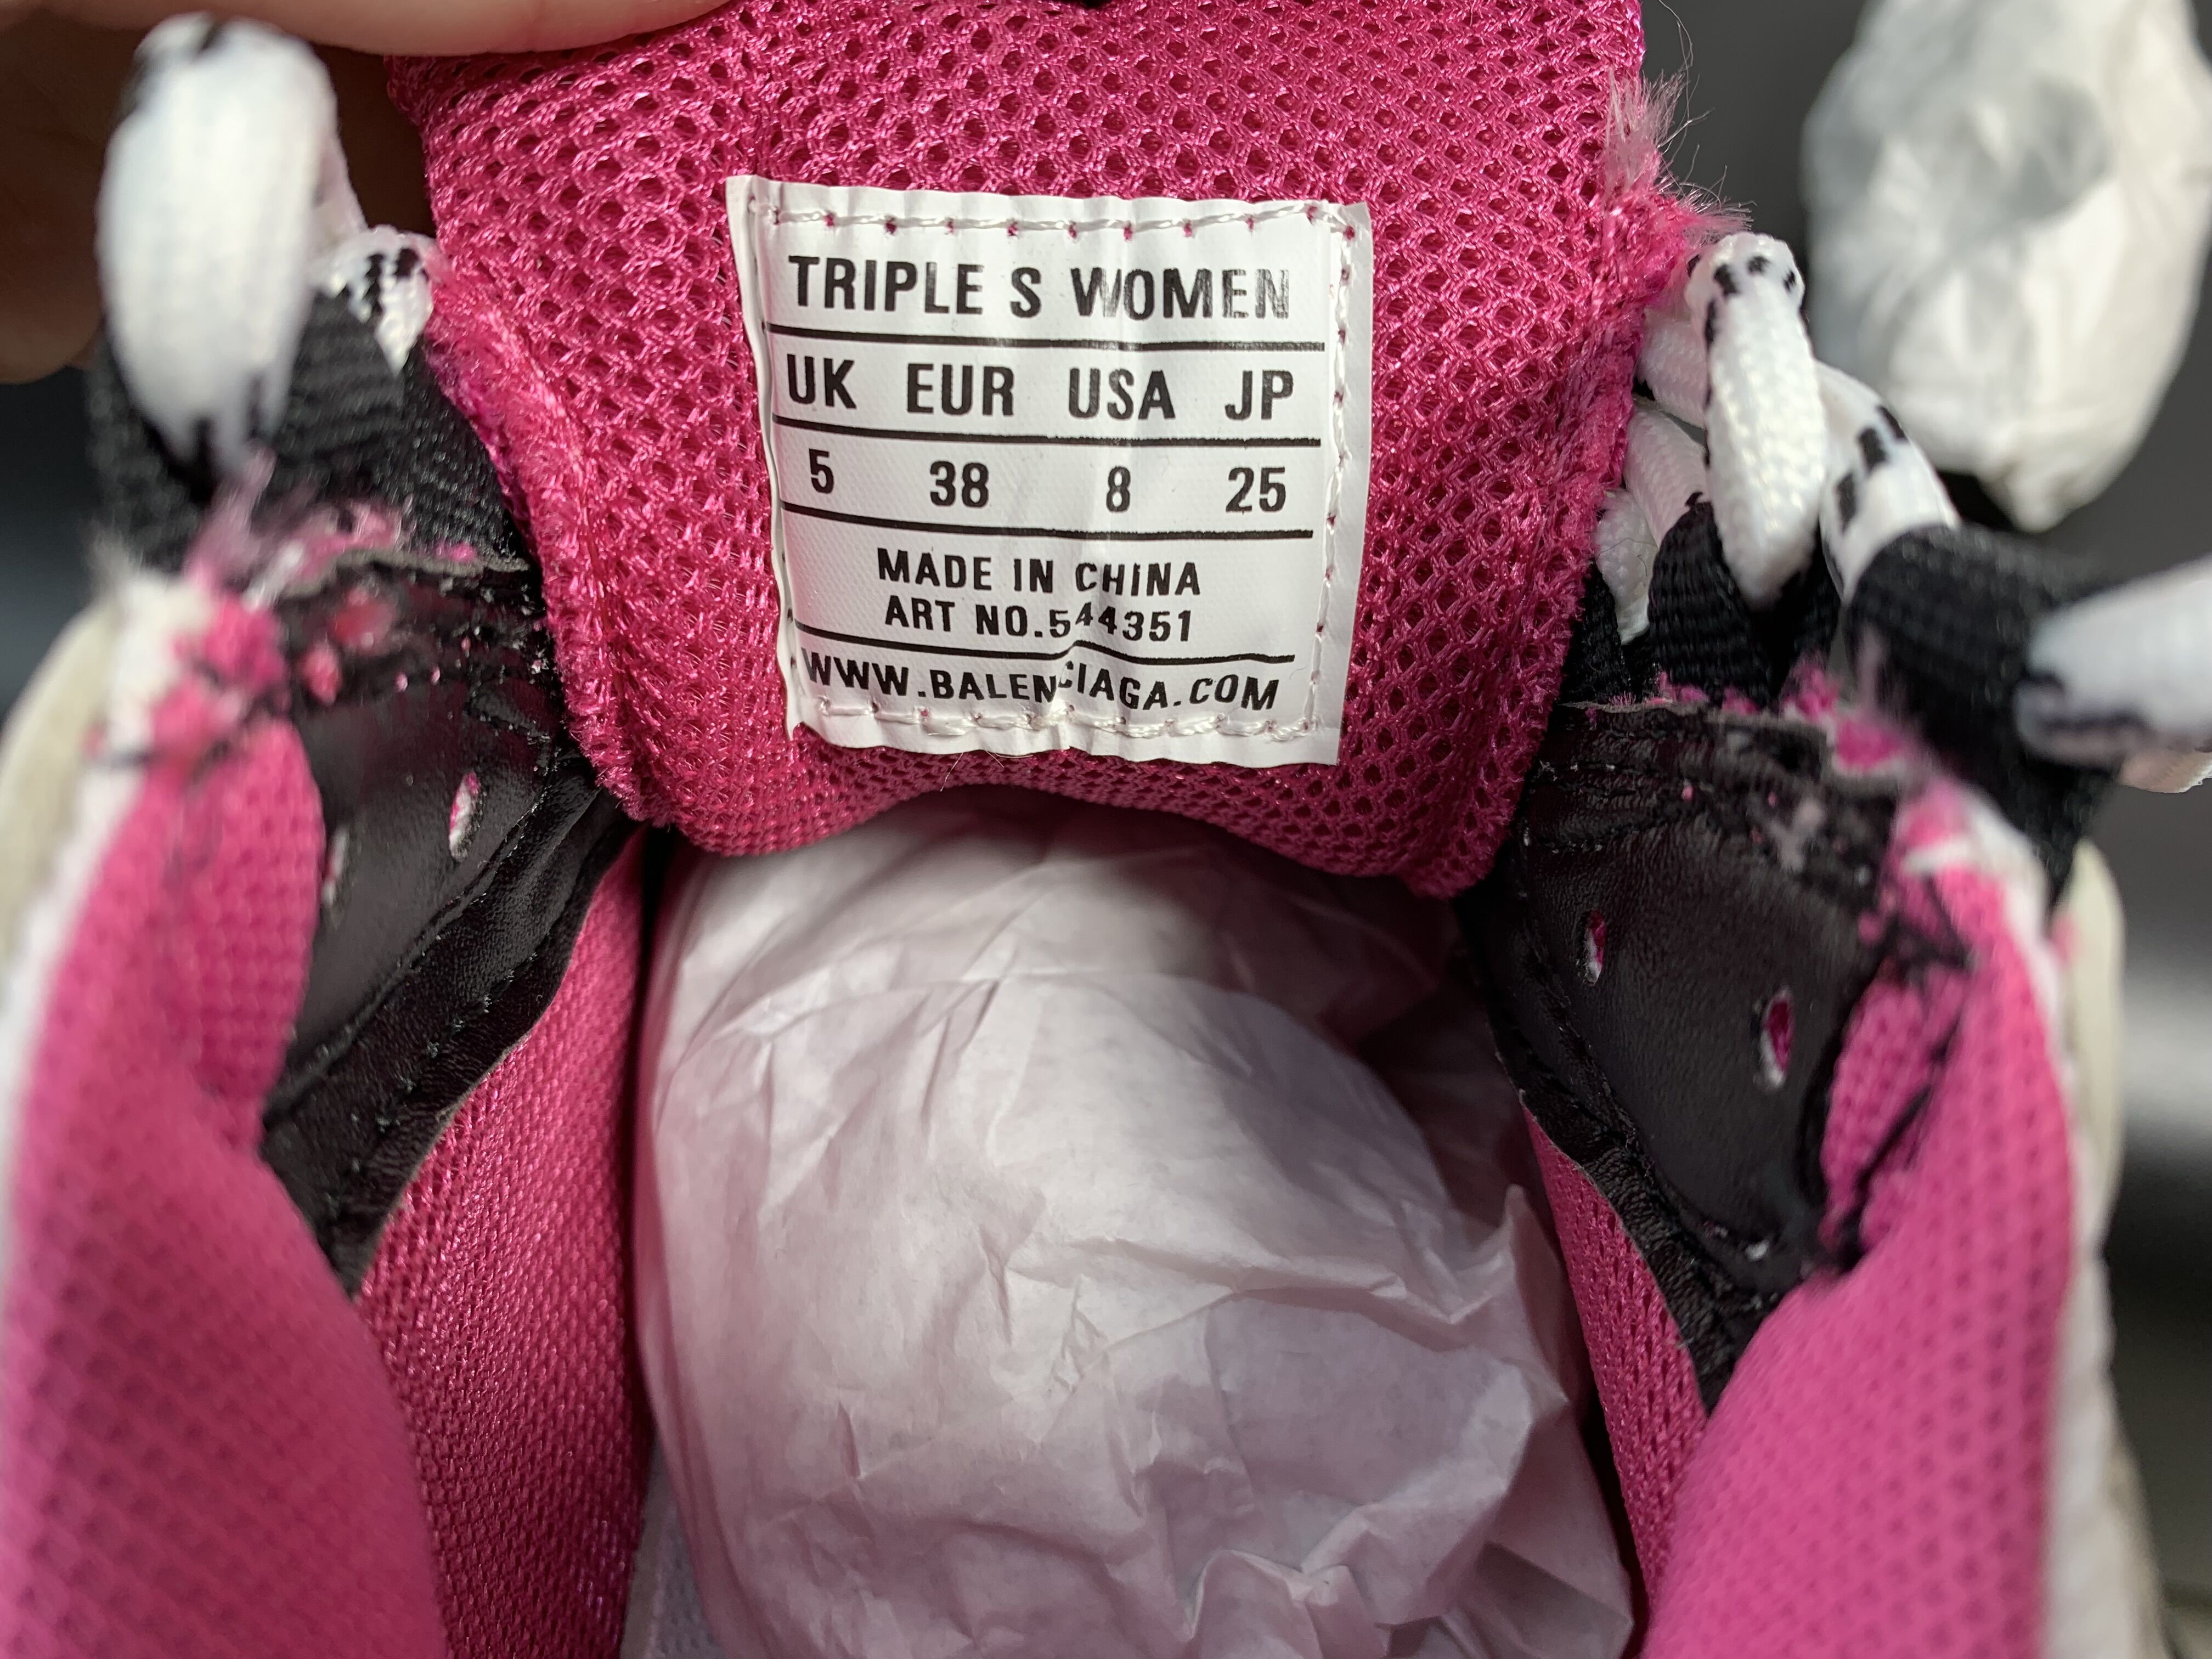 TRIPLE S WOMEN
UK EUR USA JP
5 38 8 25
MADE IN CHINA
ART NO.544351
WWW.BALENCIAGA.COM